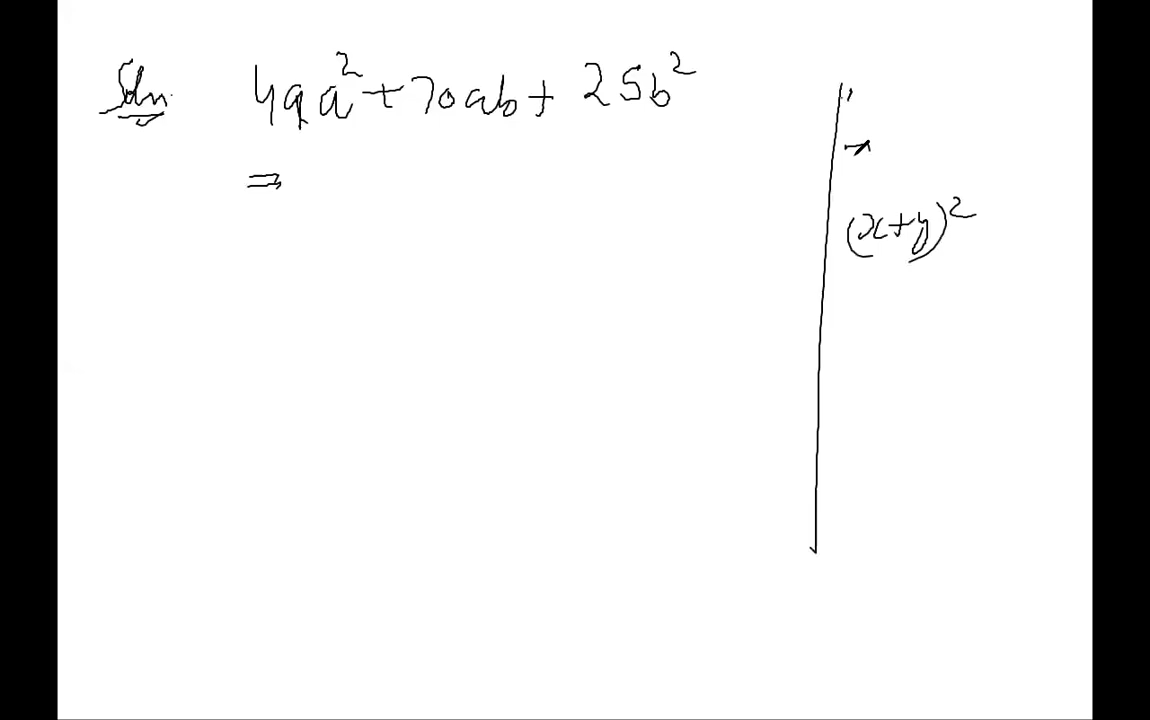 Soln 49a²+70ab+25b²
⇒
(x+y)²